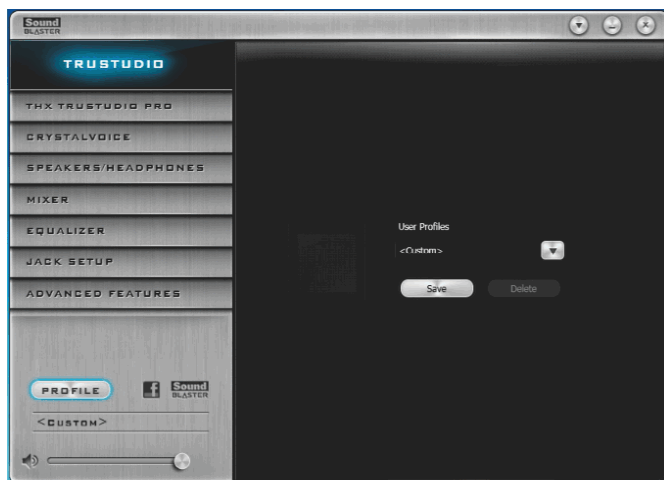 Sound
BLASTER
TRUSTUDIO
THX TRUSTUDIO PRO
CRYSTALVOICE
SPEAKERS/HEADPHONES
MIXER
EQUALIZER
JACK SETUP
ADVANCED FEATURES
User Profiles
<Custom>
Save Delete
PROFILE f Sound
BLASTER
<CUSTOM>